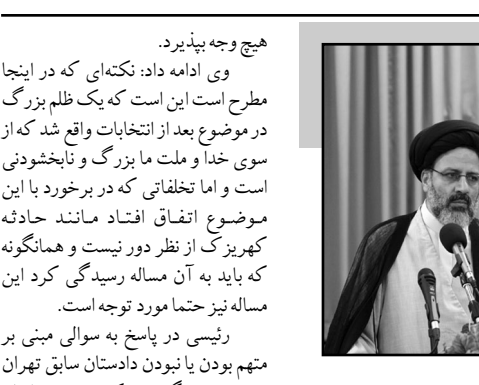 هیچ وجه بپذیرد.
وی ادامه داد: نکته‌ای که در اینجا
مطرح است این است که یک ظلم بزرگ
در موضوع بعد از انتخابات واقع شد که از
سوی خدا و ملت ما بزرگ و نابخشودنی
است و اما تخلفاتی که در برخورد با این
موضوع اتفاق افتاد مانند حادثه
کهریزک از نظر دور نیست و همانگونه
که باید به آن مساله رسیدگی کرد این
مساله نیز حتما مورد توجه است.
رئیسی در پاسخ به سوالی مبنی بر
متهم بودن یا نبودن دادستان سابق تهران